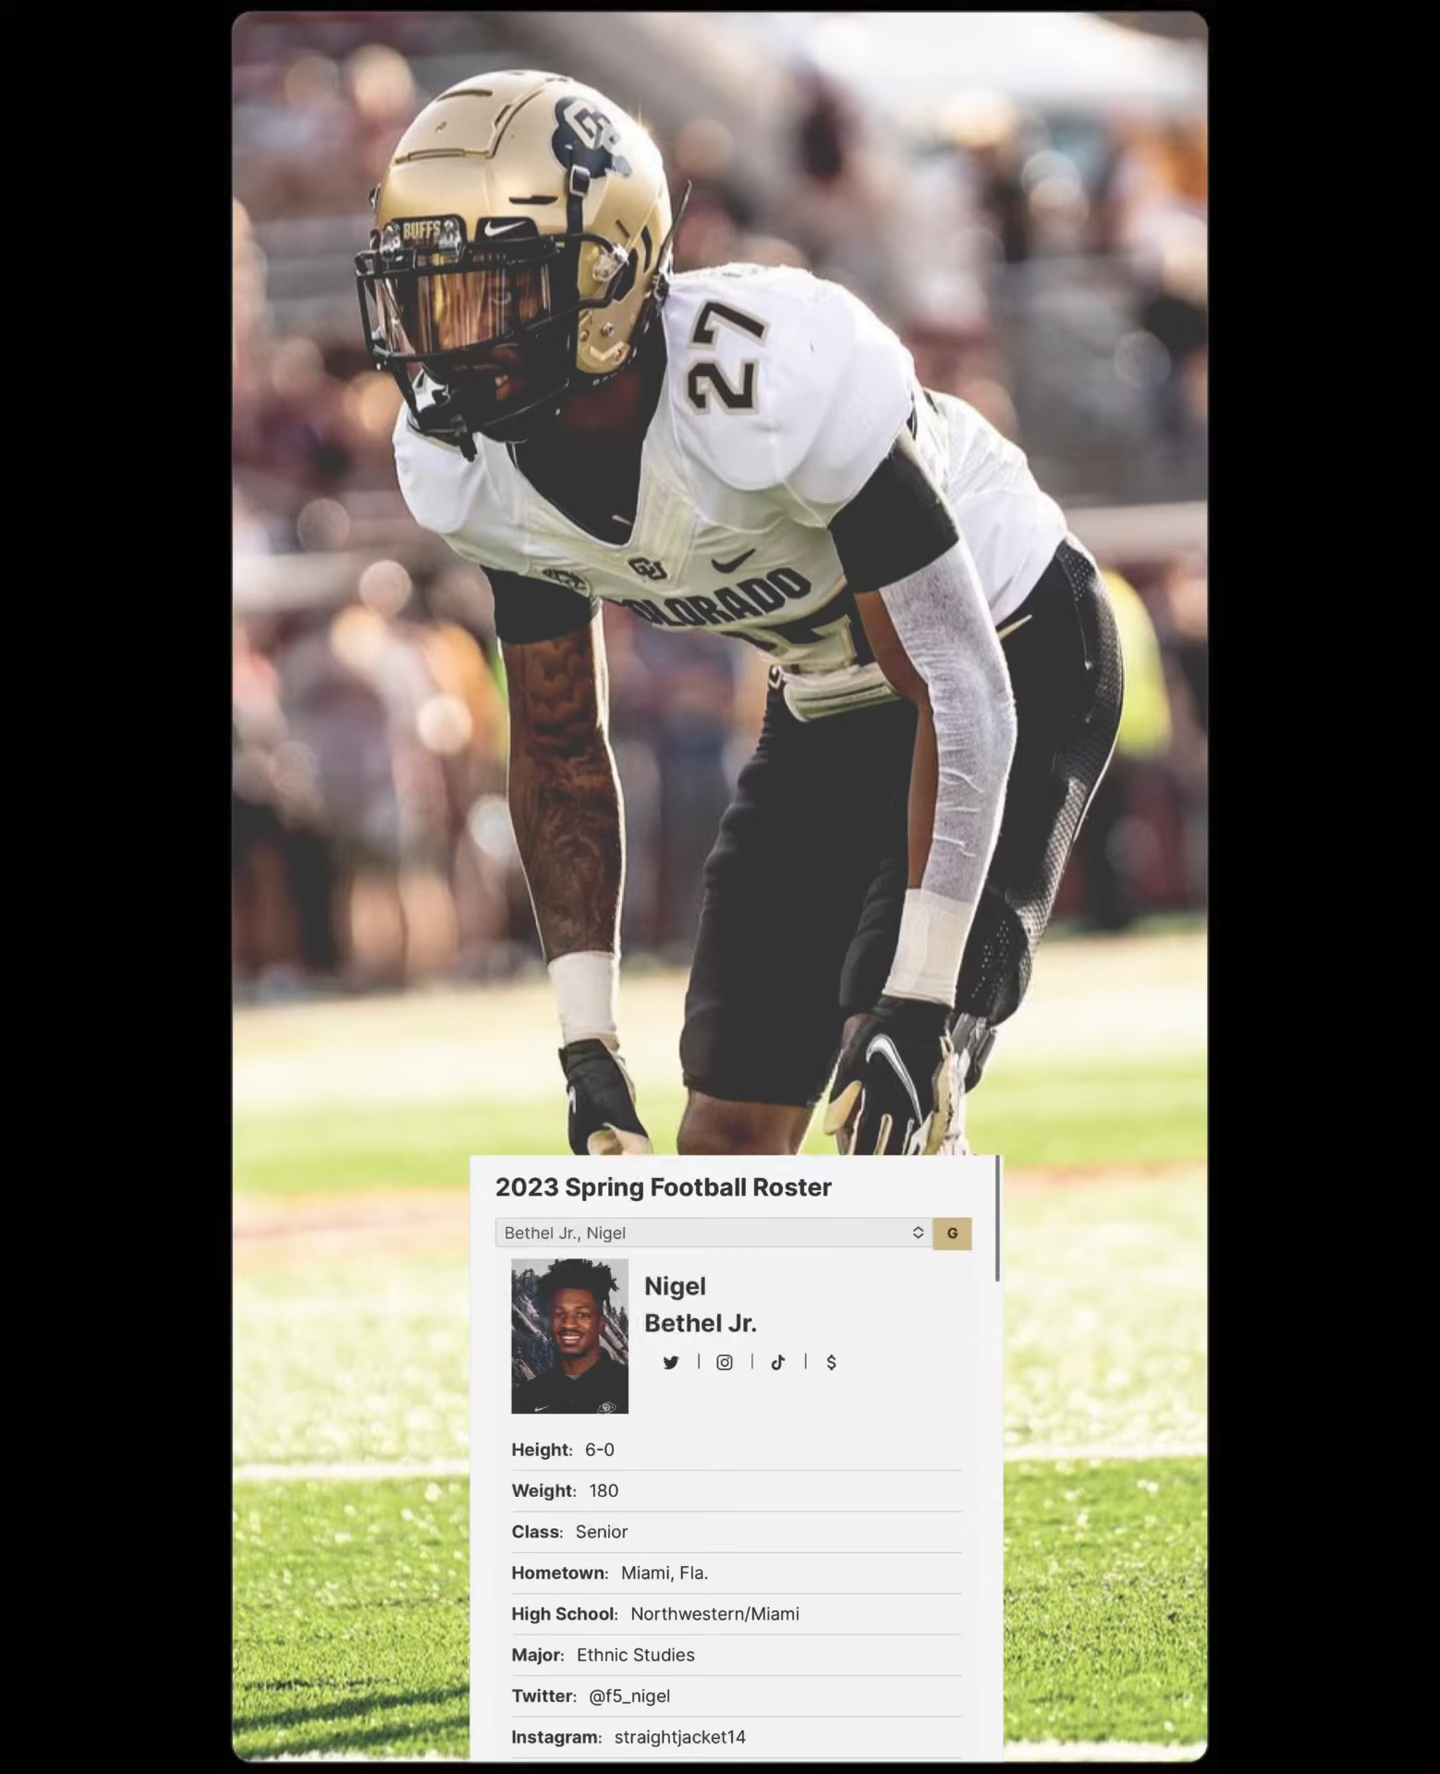 BUFFS
27
CU
COLORADO
2023 Spring Football Roster
Bethel Jr., Nigel
G
Nigel
Bethel Jr.
$
Height: 6-0
Weight: 180
Class: Senior
Hometown: Miami, Fla.
High School: Northwestern/Miami
Major: Ethnic Studies
Twitter: @f5_nigel
Instagram: straightjacket14